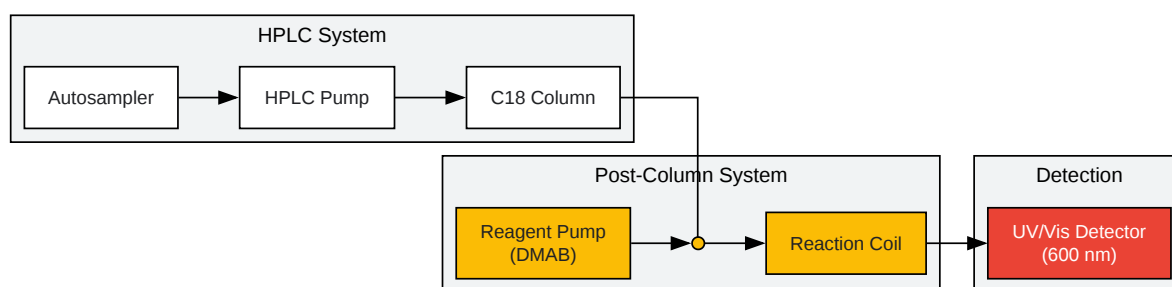 HPLC System
Autosampler
HPLC Pump
C18 Column
Post-Column System
Reagent Pump
(DMAB)
Reaction Coil
Detection
UV/Vis Detector
(600 nm)